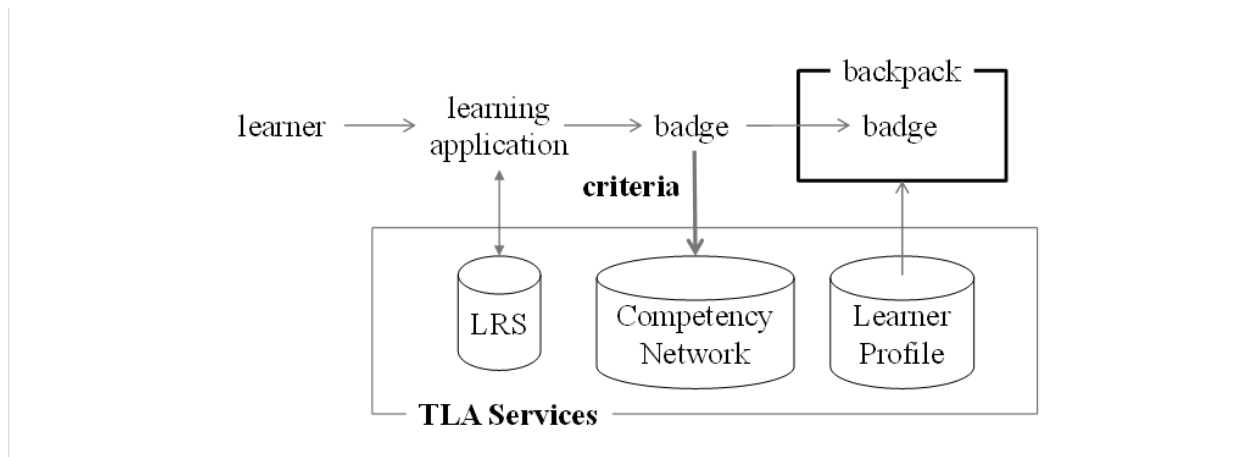 backpack
learner
learning
application
badge
badge
criteria
LRS
Competency
Network
Learner
Profile
TLA Services